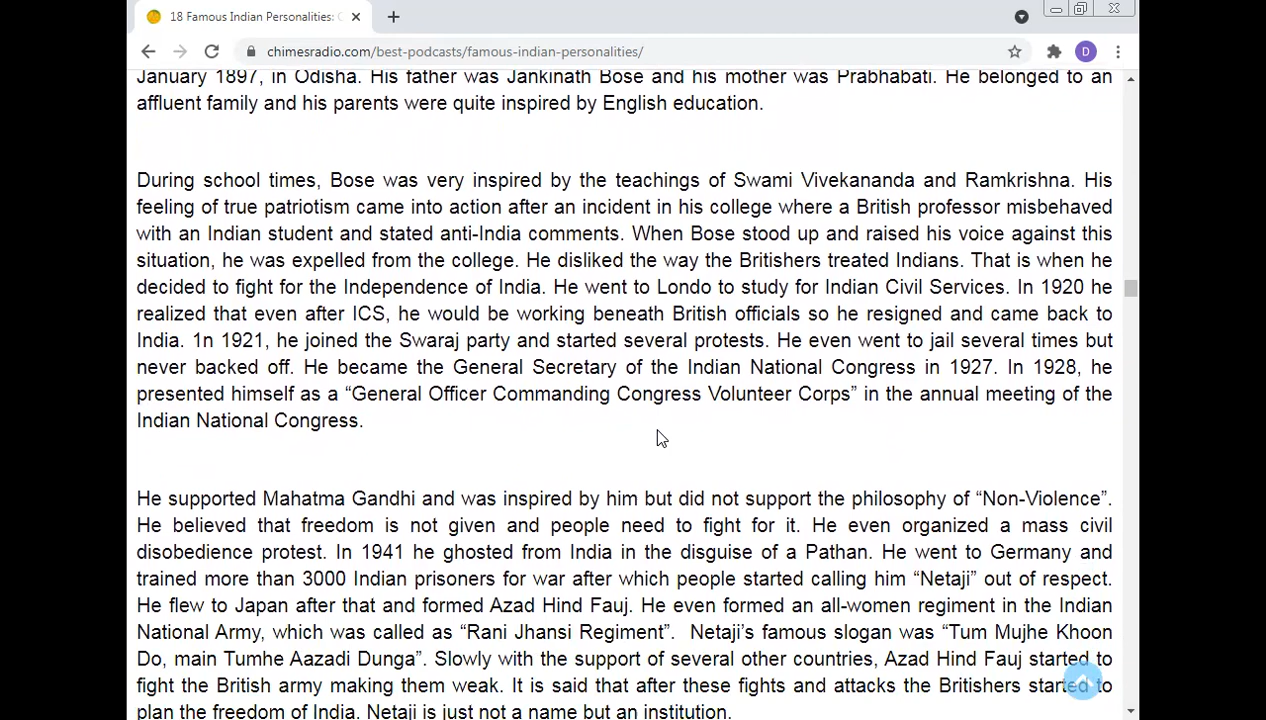 18 Famous Indian Personalities: 
chimesradio.com/best-podcasts/famous-indian-personalities/
D
January 1897, in Odisha. His father was Jankinath Bose and his mother was Prabhabati. He belonged to an
affluent family and his parents were quite inspired by English education.
During school times, Bose was very inspired by the teachings of Swami Vivekananda and Ramkrishna. His
feeling of true patriotism came into action after an incident in his college where a British professor misbehaved
with an Indian student and stated anti-India comments. When Bose stood up and raised his voice against this
situation, he was expelled from the college. He disliked the way the Britishers treated Indians. That is when he
decided to fight for the Independence of India. He went to Londo to study for Indian Civil Services. In 1920 he
realized that even after ICS, he would be working beneath British officials so he resigned and came back to
India. 1n 1921, he joined the Swaraj party and started several protests. He even went to jail several times but
never backed off. He became the General Secretary of the Indian National Congress in 1927. In 1928, he
presented himself as a “General Officer Commanding Congress Volunteer Corps” in the annual meeting of the
Indian National Congress.
He supported Mahatma Gandhi and was inspired by him but did not support the philosophy of “Non-Violence”.
He believed that freedom is not given and people need to fight for it. He even organized a mass civil
disobedience protest. In 1941 he ghosted from India in the disguise of a Pathan. He went to Germany and
trained more than 3000 Indian prisoners for war after which people started calling him “Netaji” out of respect.
He flew to Japan after that and formed Azad Hind Fauj. He even formed an all-women regiment in the Indian
National Army, which was called as “Rani Jhansi Regiment”. Netaji’s famous slogan was “Tum Mujhe Khoon
Do, main Tumhe Aazadi Dunga”. Slowly with the support of several other countries, Azad Hind Fauj started to
fight the British army making them weak. It is said that after these fights and attacks the Britishers started to
plan the freedom of India. Netaji is just not a name but an institution.